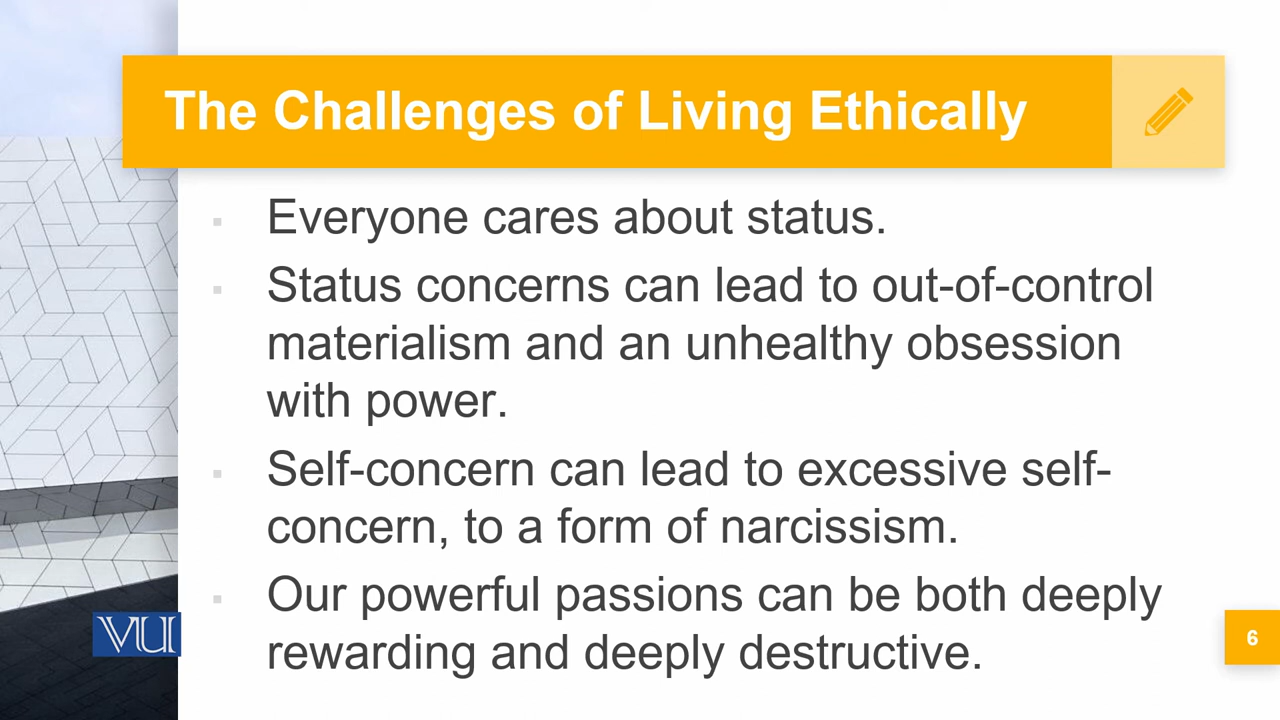 The Challenges of Living Ethically
Everyone cares about status.
Status concerns can lead to out-of-control
materialism and an unhealthy obsession
with power.
Self-concern can lead to excessive self-
concern, to a form of narcissism.
Our powerful passions can be both deeply
rewarding and deeply destructive.
VU
6